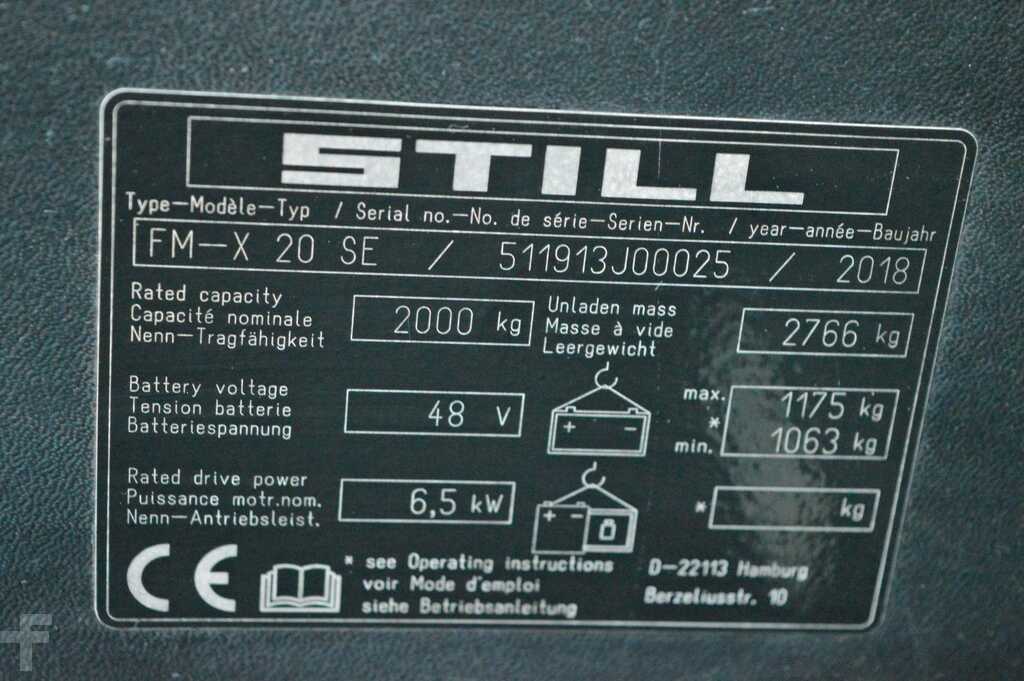 STILL
Type-Modèle-Typ / Serial no.-No. de série-Serien-Nr. / year-année-Baujahr
FM-X 20 SE / 511913J00025 / 2018
Rated capacity
Capacité nominale
Nenn-Tragfähigkeit
2000 kg
Unladen mass
Masse à vide
Leergewicht
2766 kg
Battery voltage
Tension batterie
Batteriespannung
48 V
+ -
max. 1175 kg
*
min. 1063 kg
Rated drive power
Puissance motr.nom.
Nenn-Antriebsleist.
6,5 kW
+ -
* kg
CE
* see Operating instructions
voir Mode d'emploi
siehe Betriebsanleitung
D-22113 Hamburg
Berzeliusstr. 10